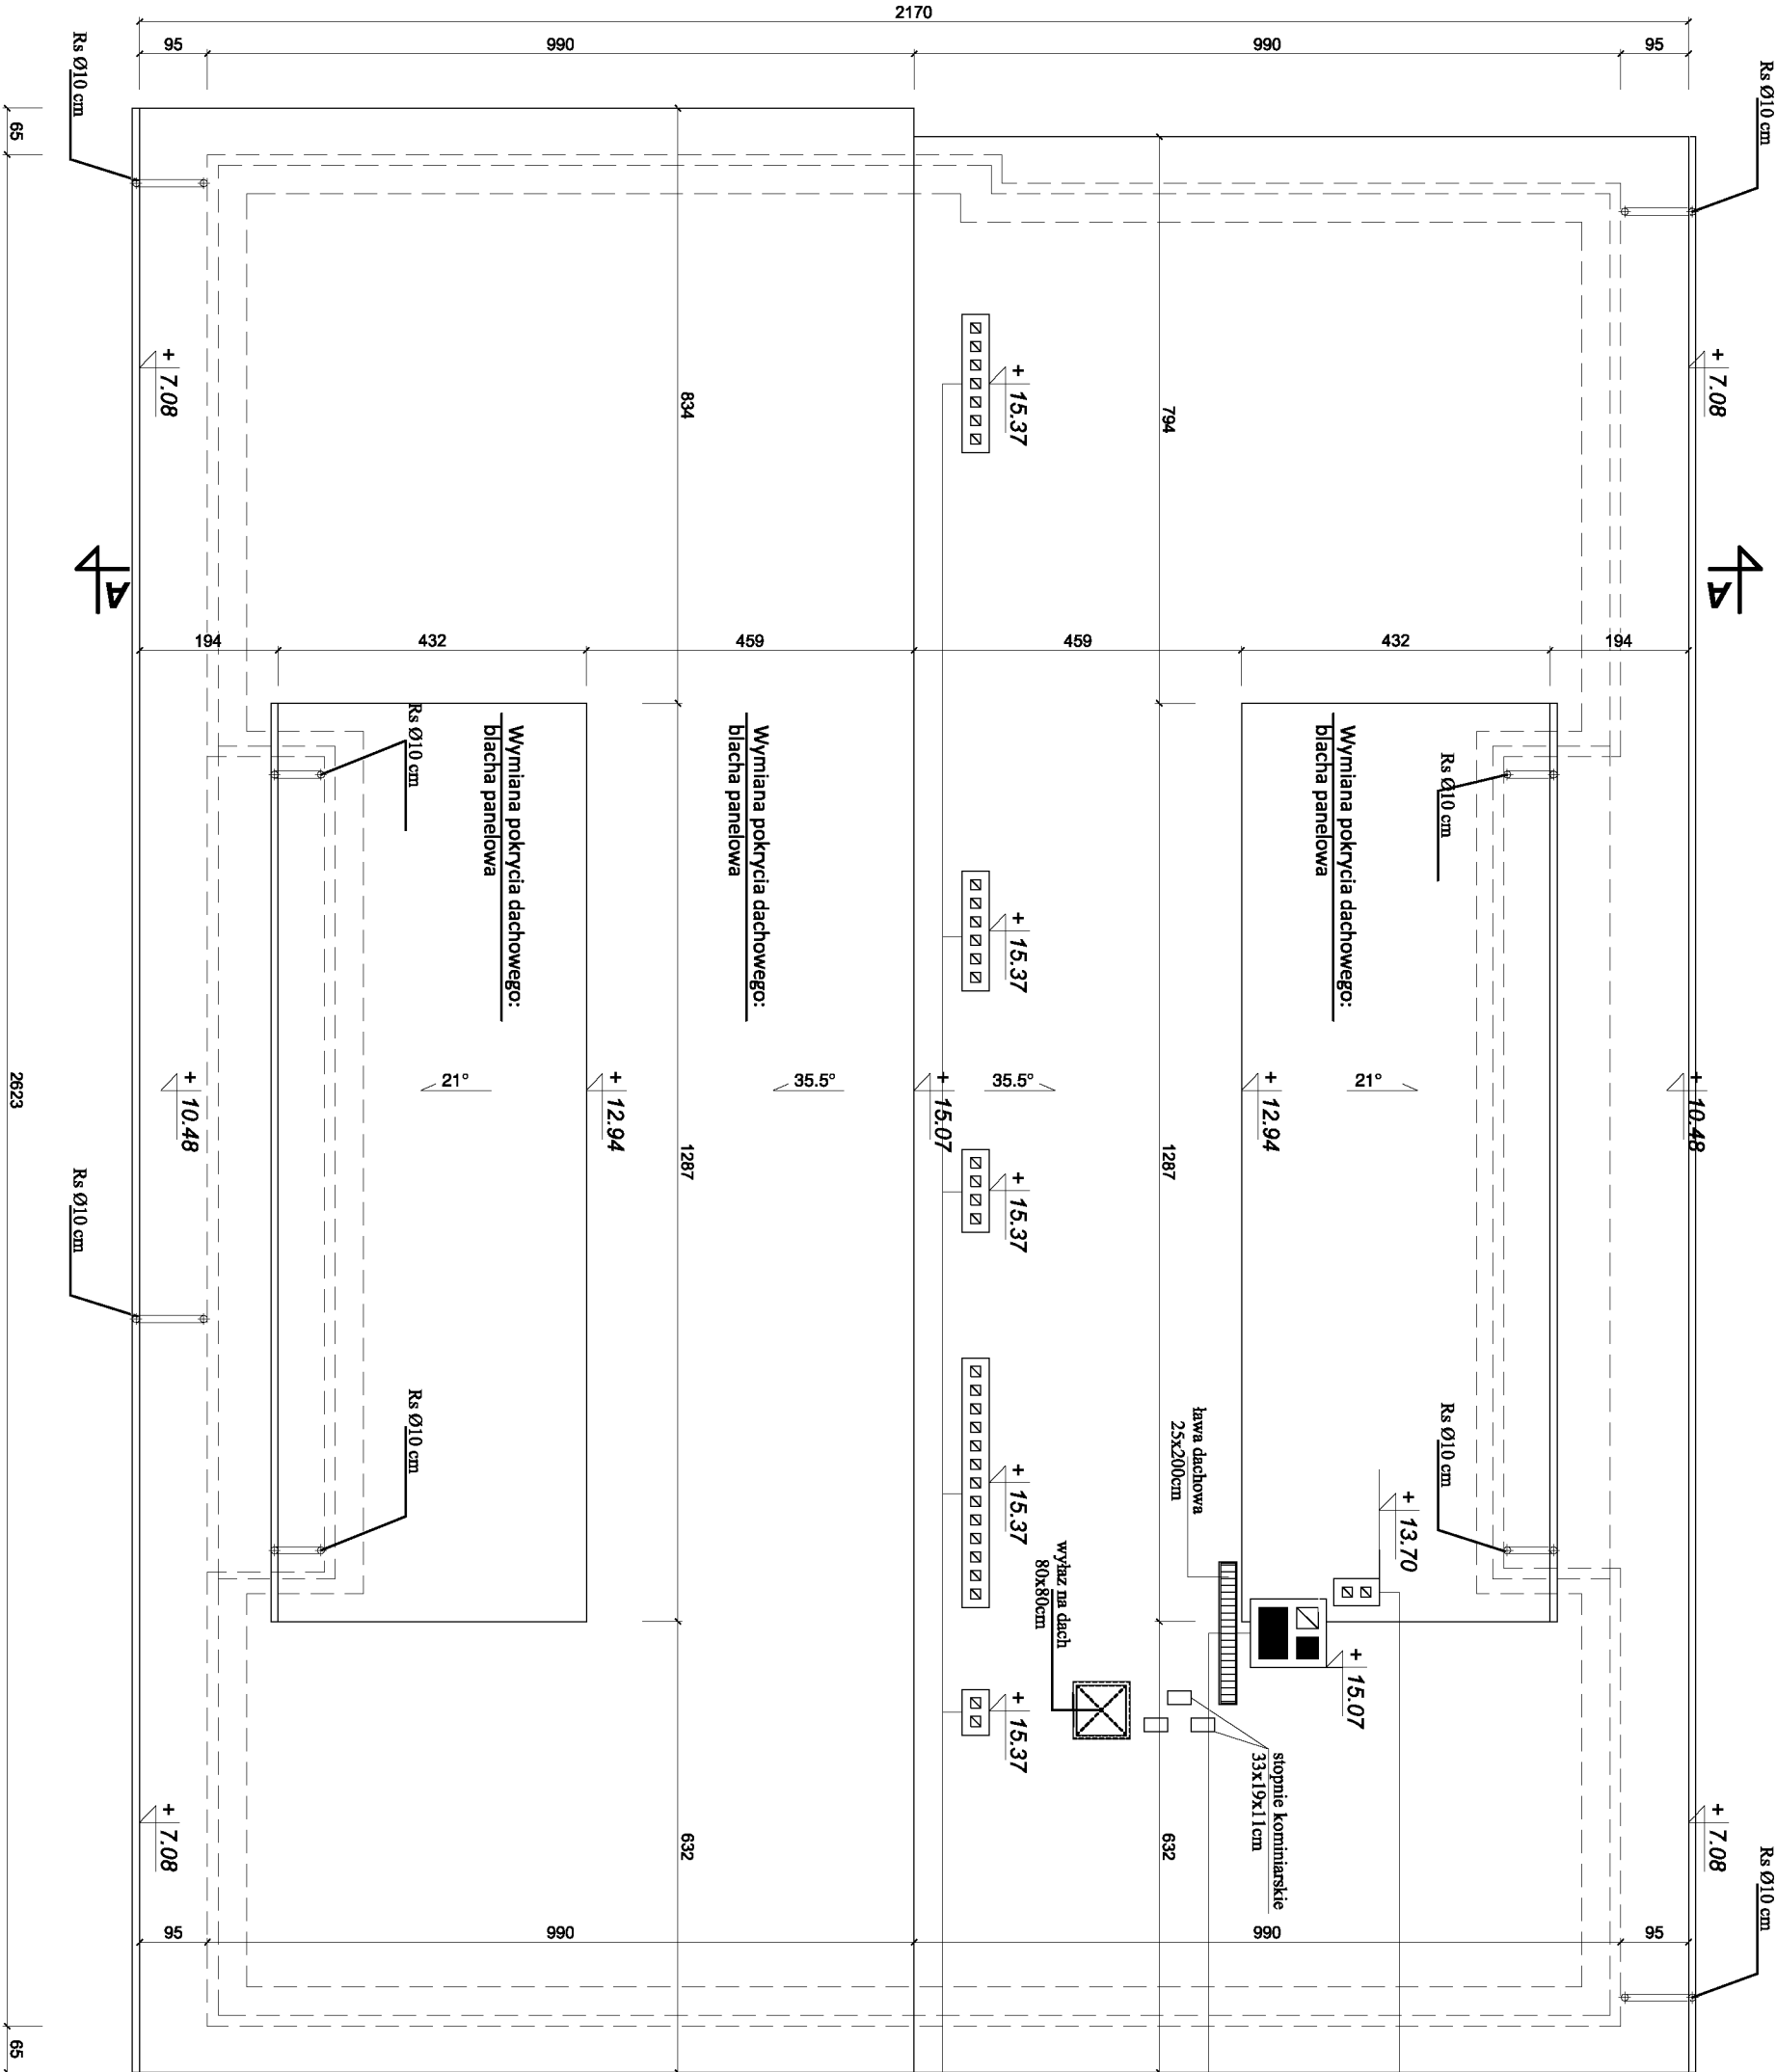 2170
95
990
990
95
Rs Ø10 cm
Rs Ø10 cm
65
+ 7.08
+ 15.37
+ 7.08
834
794
A
A
194
432
459
459
432
194
Rs Ø10 cm
Wymiana pokrycia dachowego:
blacha panelowa
Wymiana pokrycia dachowego:
blacha panelowa
Wymiana pokrycia dachowego:
blacha panelowa
Rs Ø10 cm
+ 15.37
2623
+ 10.48
21°
+ 12.94
35.5°
+ 15.07
35.5°
+ 12.94
21°
+ 10.48
1287
1287
+ 15.37
Rs Ø10 cm
Rs Ø10 cm
+ 15.37
ława dachowa
25x200cm
Rs Ø10 cm
+ 13.70
wyłaz na dach
80x80cm
+ 15.07
+ 15.37
stopnie kominiarskie
33x19x11cm
+ 7.08
632
632
+ 7.08
Rs Ø10 cm
95
990
990
95
65